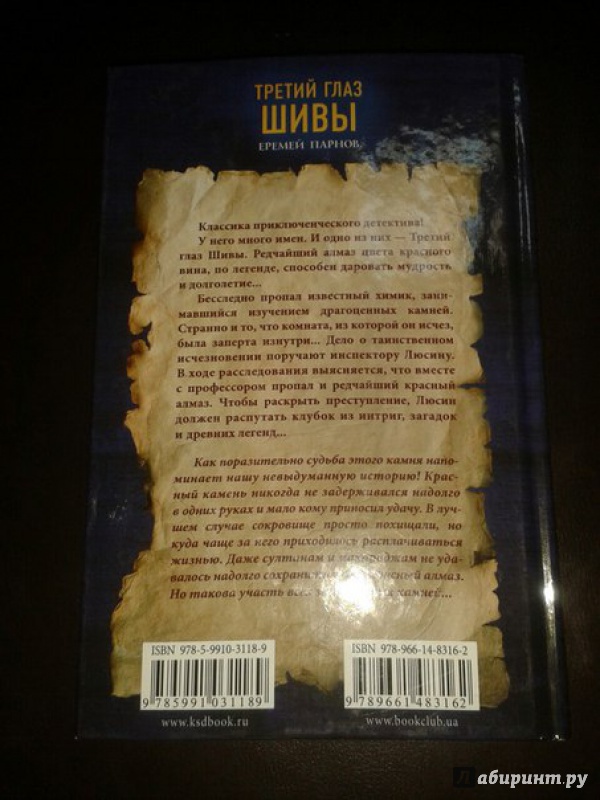 ТРЕТИЙ ГЛАЗ
ШИВЫ
ЕРЕМЕЙ ПАРНОВ
Классика приключенческого детектива!
У него много имен. И одно из них — Третий
глаз Шивы. Редчайший алмаз цвета красного
вина, по легенде, способен даровать мудрость
и долголетие...
Бесследно пропал известный химик, зани-
мавшийся изучением драгоценных камней.
Странно и то, что комната, из которой он исчез,
была заперта изнутри... Дело о таинственном
исчезновении поручают инспектору Люсину.
В ходе расследования выясняется, что вместе
с профессором пропал и редчайший красный
алмаз. Чтобы раскрыть преступление, Люсин
должен распутать клубок из интриг, загадок
и древних легенд...
Как поразительно судьба этого камня напо-
минает нашу невыдуманную историю! Крас-
ный камень никогда не задерживался надолго
в одних руках и мало кому приносил удачу. В луч-
шем случае сокровище просто похищали, но
куда чаще за него приходилось расплачиваться
жизнью. Даже султанам и махараджам не уда-
валось надолго алмаз.
Но такова участь камней...
ISBN 978-5-9910-3118-9
9 785991 031189
www.ksdbook.ru
ISBN 978-966-14-8316-2
9 789661 483162
www.bookclub.ua
Лабиринт.ру